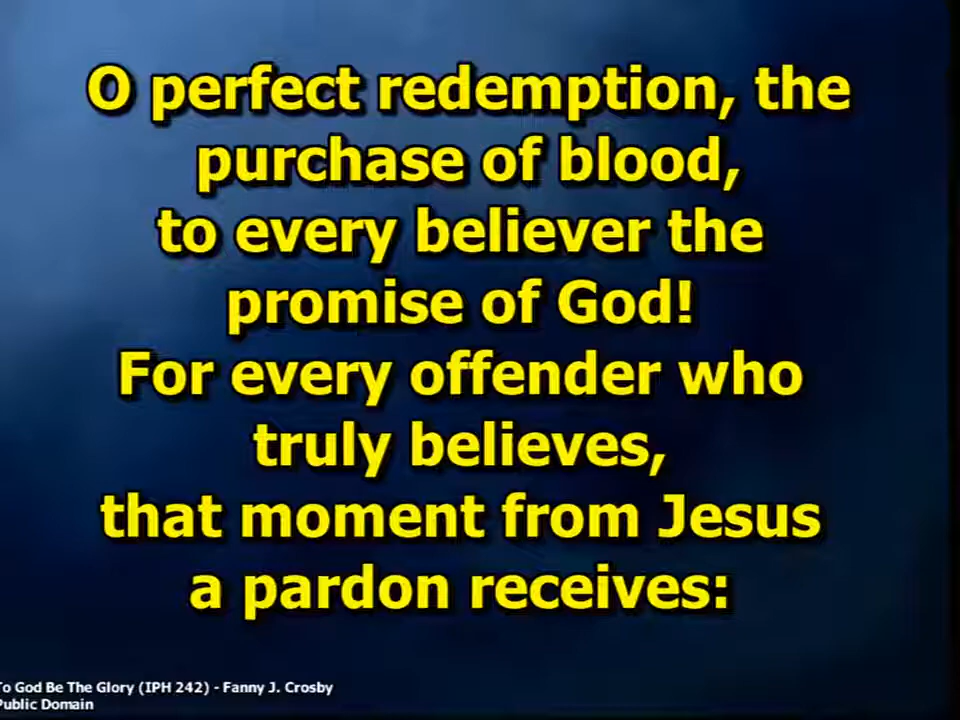 O perfect redemption, the
purchase of blood,
to every believer the
promise of God!
For every offender who
truly believes,
that moment from Jesus
a pardon receives:
To God Be The Glory (IPH 242) - Fanny J. Crosby
Public Domain